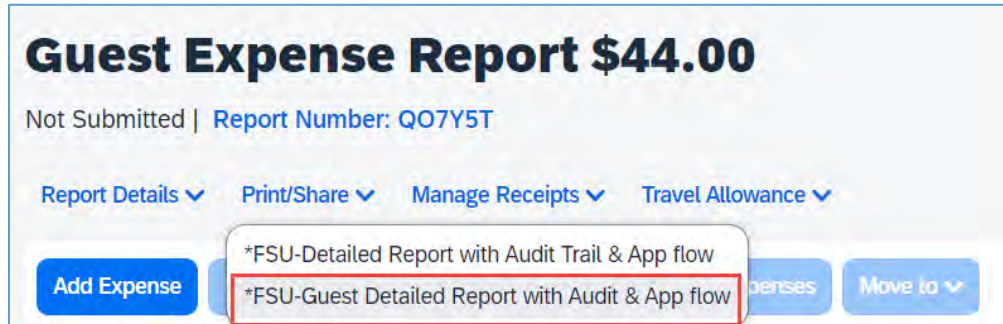 Guest Expense Report $44.00
Not Submitted | Report Number: QO7Y5T
Report Details Print/Share Manage Receipts Travel Allowance
*FSU-Detailed Report with Audit Trail & App flow
Add Expense *FSU-Guest Detailed Report with Audit & App flow Move to